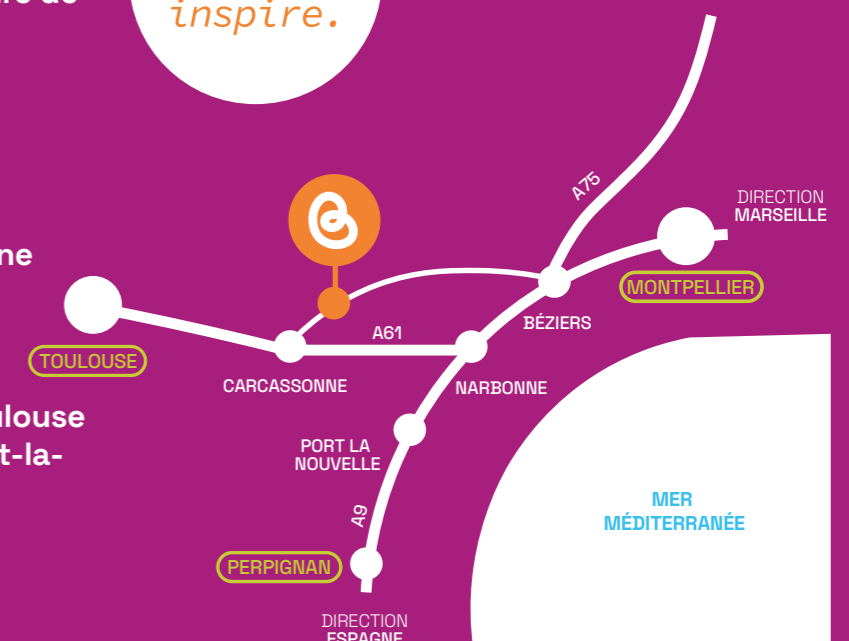 inspire.
A75
DIRECTION
MARSEILLE
ne
MONTPELLIER
BÉZIERS
A61
TOULOUSE
CARCASSONNE
NARBONNE
louse
t-la-
PORT LA
NOUVELLE
MER
MÉDITERRANÉE
A9
PERPIGNAN
DIRECTION
ESPAGNE